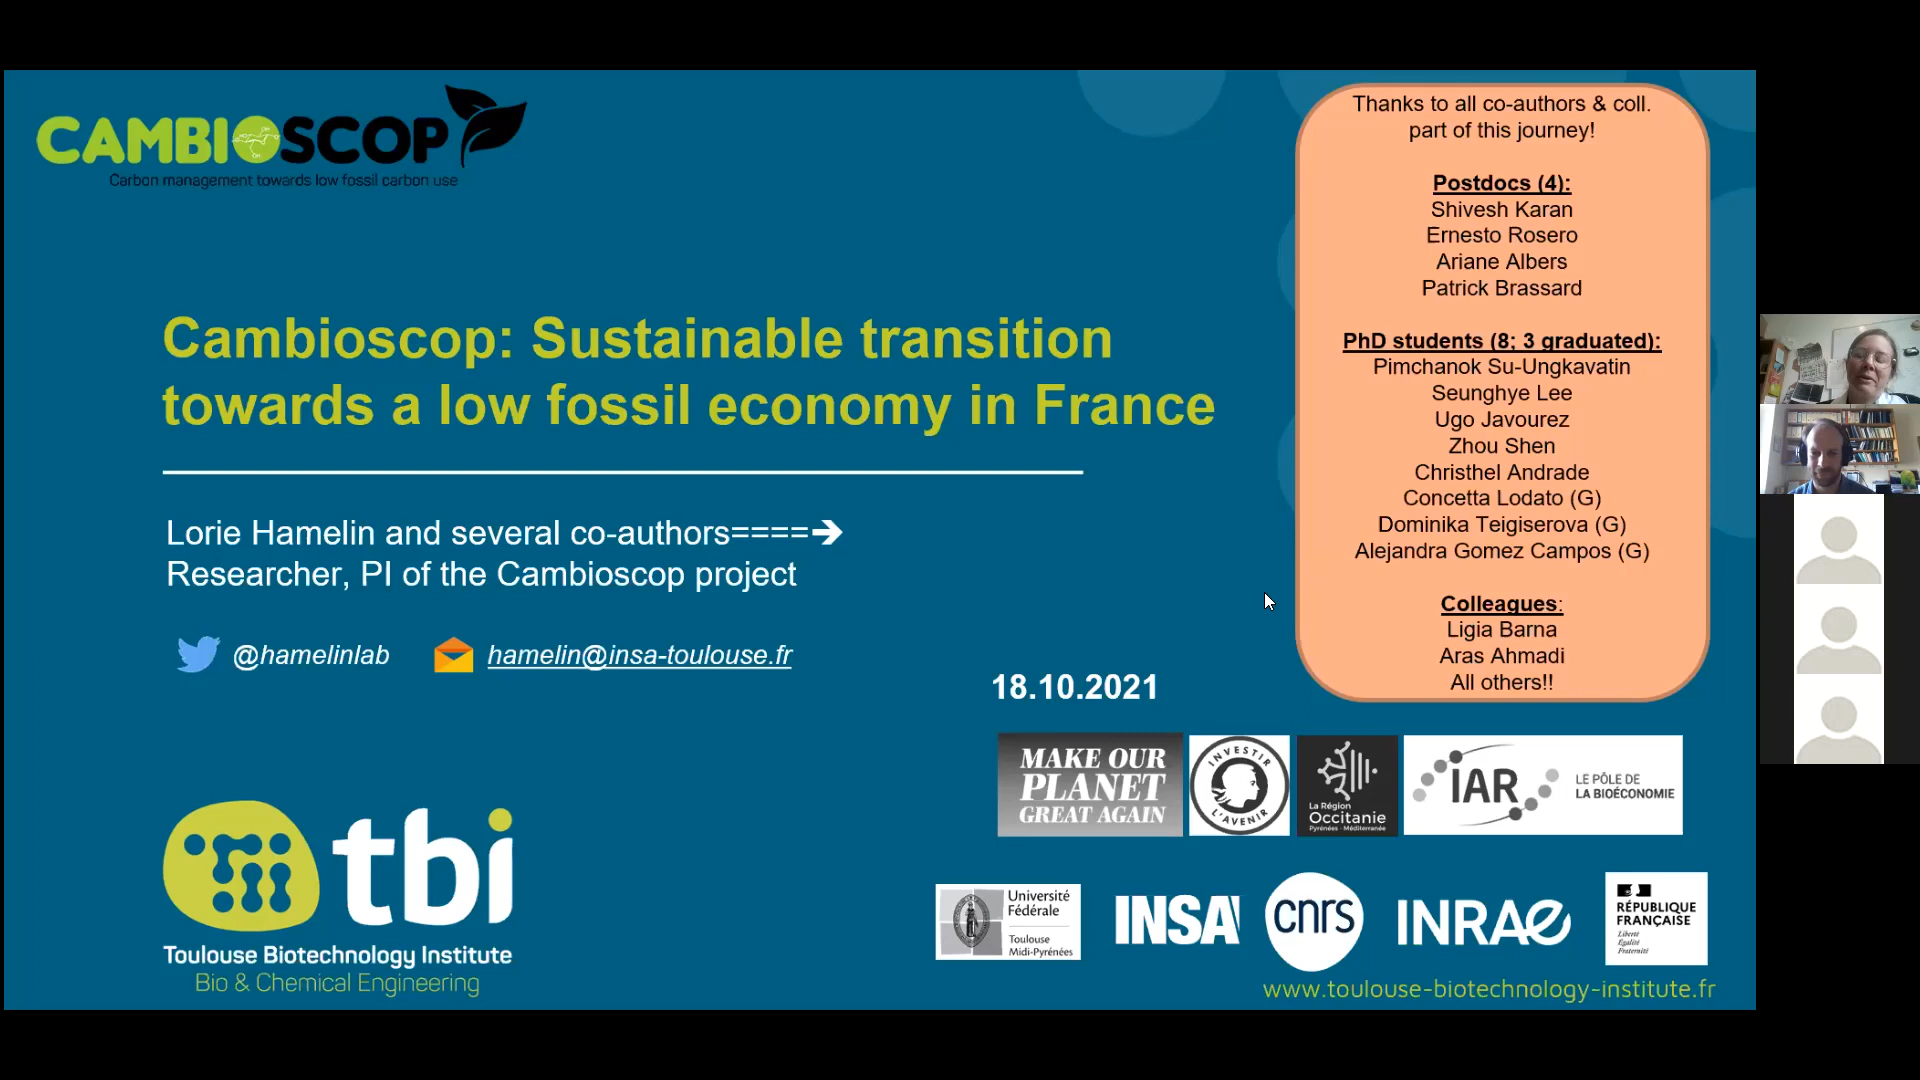 CAMBIOSCOP
Carbon management towards low fossil carbon use
Cambioscop: Sustainable transition
towards a low fossil economy in France
Lorie Hamelin and several co-authors====➔
Researcher, PI of the Cambioscop project
@hamelinlab
hamelin@insa-toulouse.fr
18.10.2021
Thanks to all co-authors & coll.
part of this journey!
Postdocs (4):
Shivesh Karan
Ernesto Rosero
Ariane Albers
Patrick Brassard
PhD students (8; 3 graduated):
Pimchanok Su-Ungkavatin
Seunghye Lee
Ugo Javourez
Zhou Shen
Christhel Andrade
Concetta Lodato (G)
Dominika Teigiserova (G)
Alejandra Gomez Campos (G)
Colleagues:
Ligia Barna
Aras Ahmadi
All others!!
MAKE OUR
PLANET
GREAT AGAIN
INVESTIR
L'AVENIR
La Région
Occitanie
Pyrénées - Méditerranée
IAR
LE PÔLE DE
LA BIOÉCONOMIE
tbi
Toulouse Biotechnology Institute
Bio & Chemical Engineering
Université
Fédérale
Toulouse
Midi-Pyrénées
INSA
cnrs
INRAE
RÉPUBLIQUE
FRANÇAISE
Liberté
Égalité
Fraternité
www.toulouse-biotechnology-institute.fr